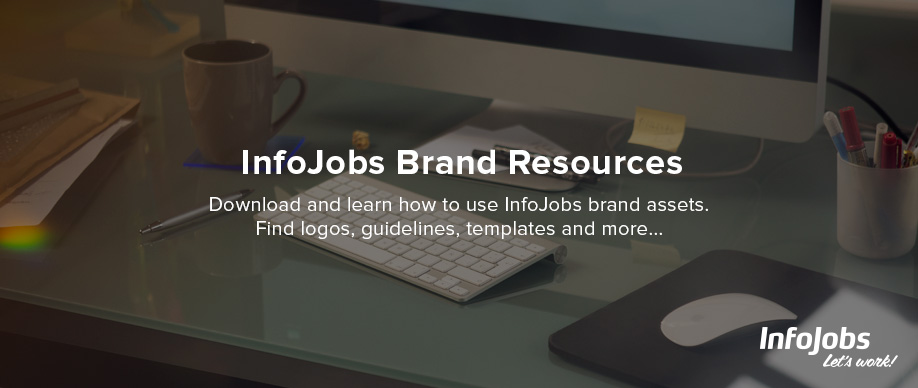 InfoJobs Brand Resources
Download and learn how to use InfoJobs brand assets.
Find logos, guidelines, templates and more...
InfoJobs
Let's work!